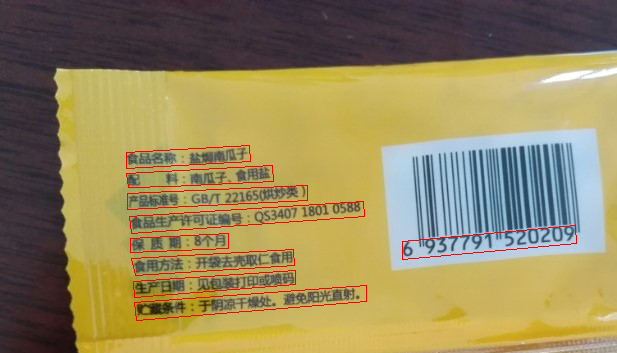 食品名称：盐焗南瓜子
配 料：南瓜子、食用盐
产品标准号：GB/T 22165(烘炒类)
食品生产许可证编号：QS3407 1801 0588
保 质 期：8个月
食用方法：开袋去壳取仁食用
生产日期：见包装打印或喷码
贮藏条件：于阴凉干燥处。避免阳光直射。
6 937791 520209